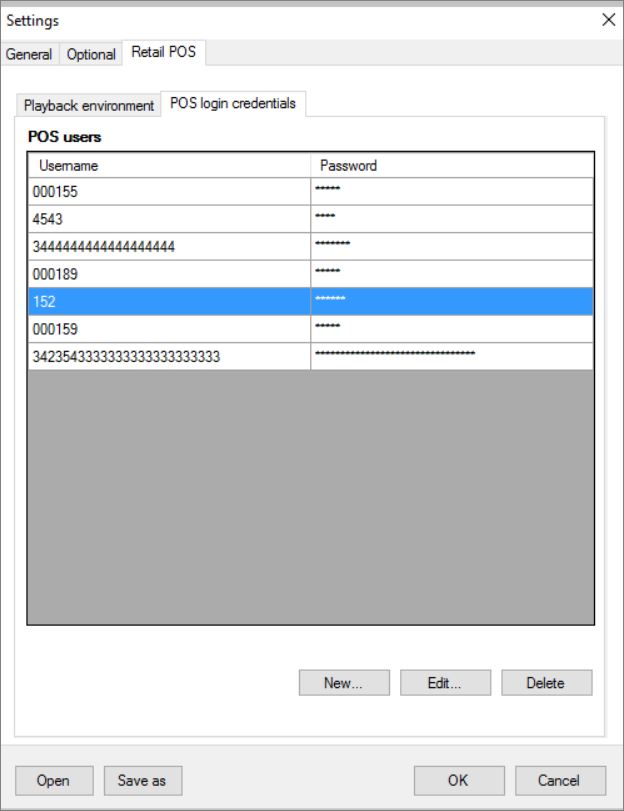 Settings
General Optional Retail POS
Playback environment POS login credentials
POS users
Username Password
000155 *****
4543 ****
3444444444444444444 *******
000189 *****
152 ******
000159 *****
3423543333333333333333333 ********************************
New... Edit... Delete
Open Save as OK Cancel